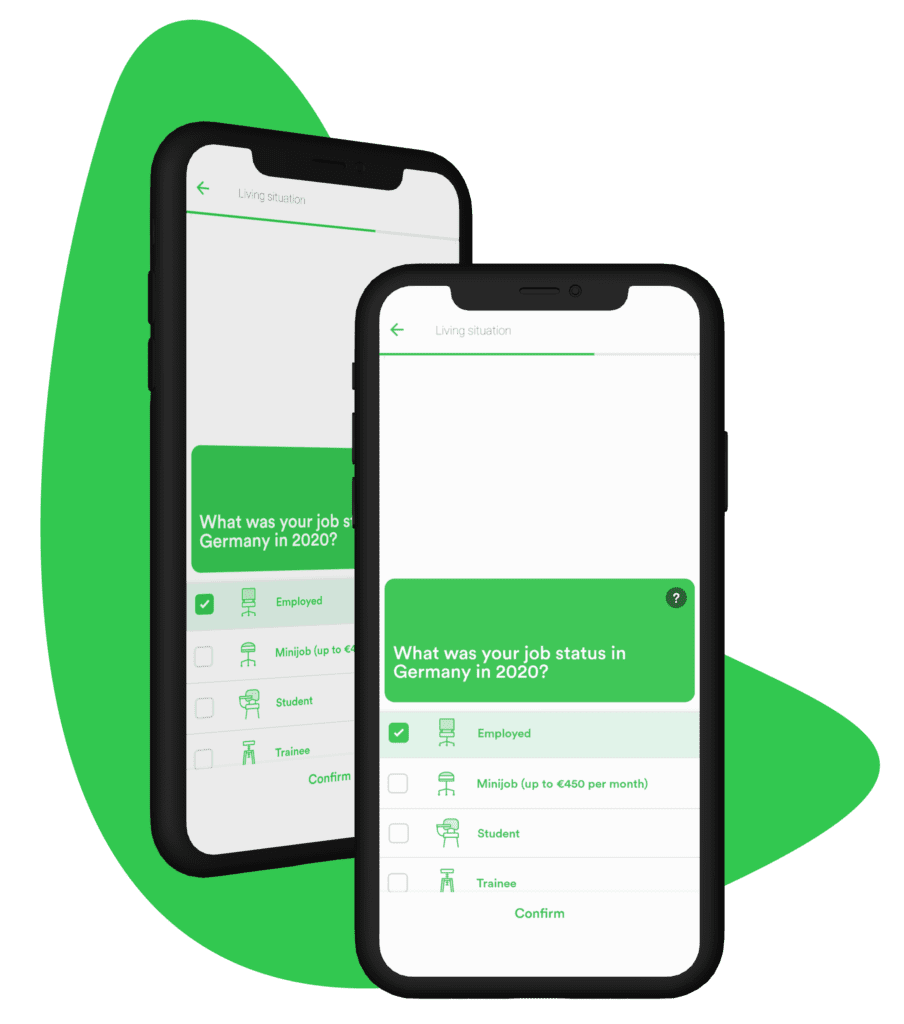 Living situation
What was your job s
Germany in 2020?
Employed
Minijob (up to €4
Student
Trainee
Confirm
Living situation
?
What was your job status in
Germany in 2020?
Employed
Minijob (up to €450 per month)
Student
Trainee
Confirm